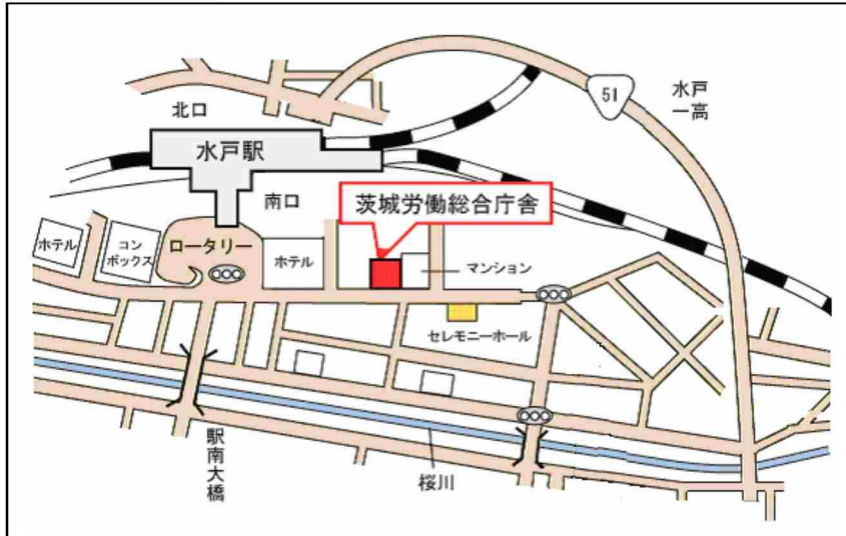 51
水戸
一高
北口
水戸駅
南口
茨城労働総合庁舎
ホテル
コン
ボックス
ロータリー
ホテル
マンション
セレモニーホール
駅南大橋
桜川